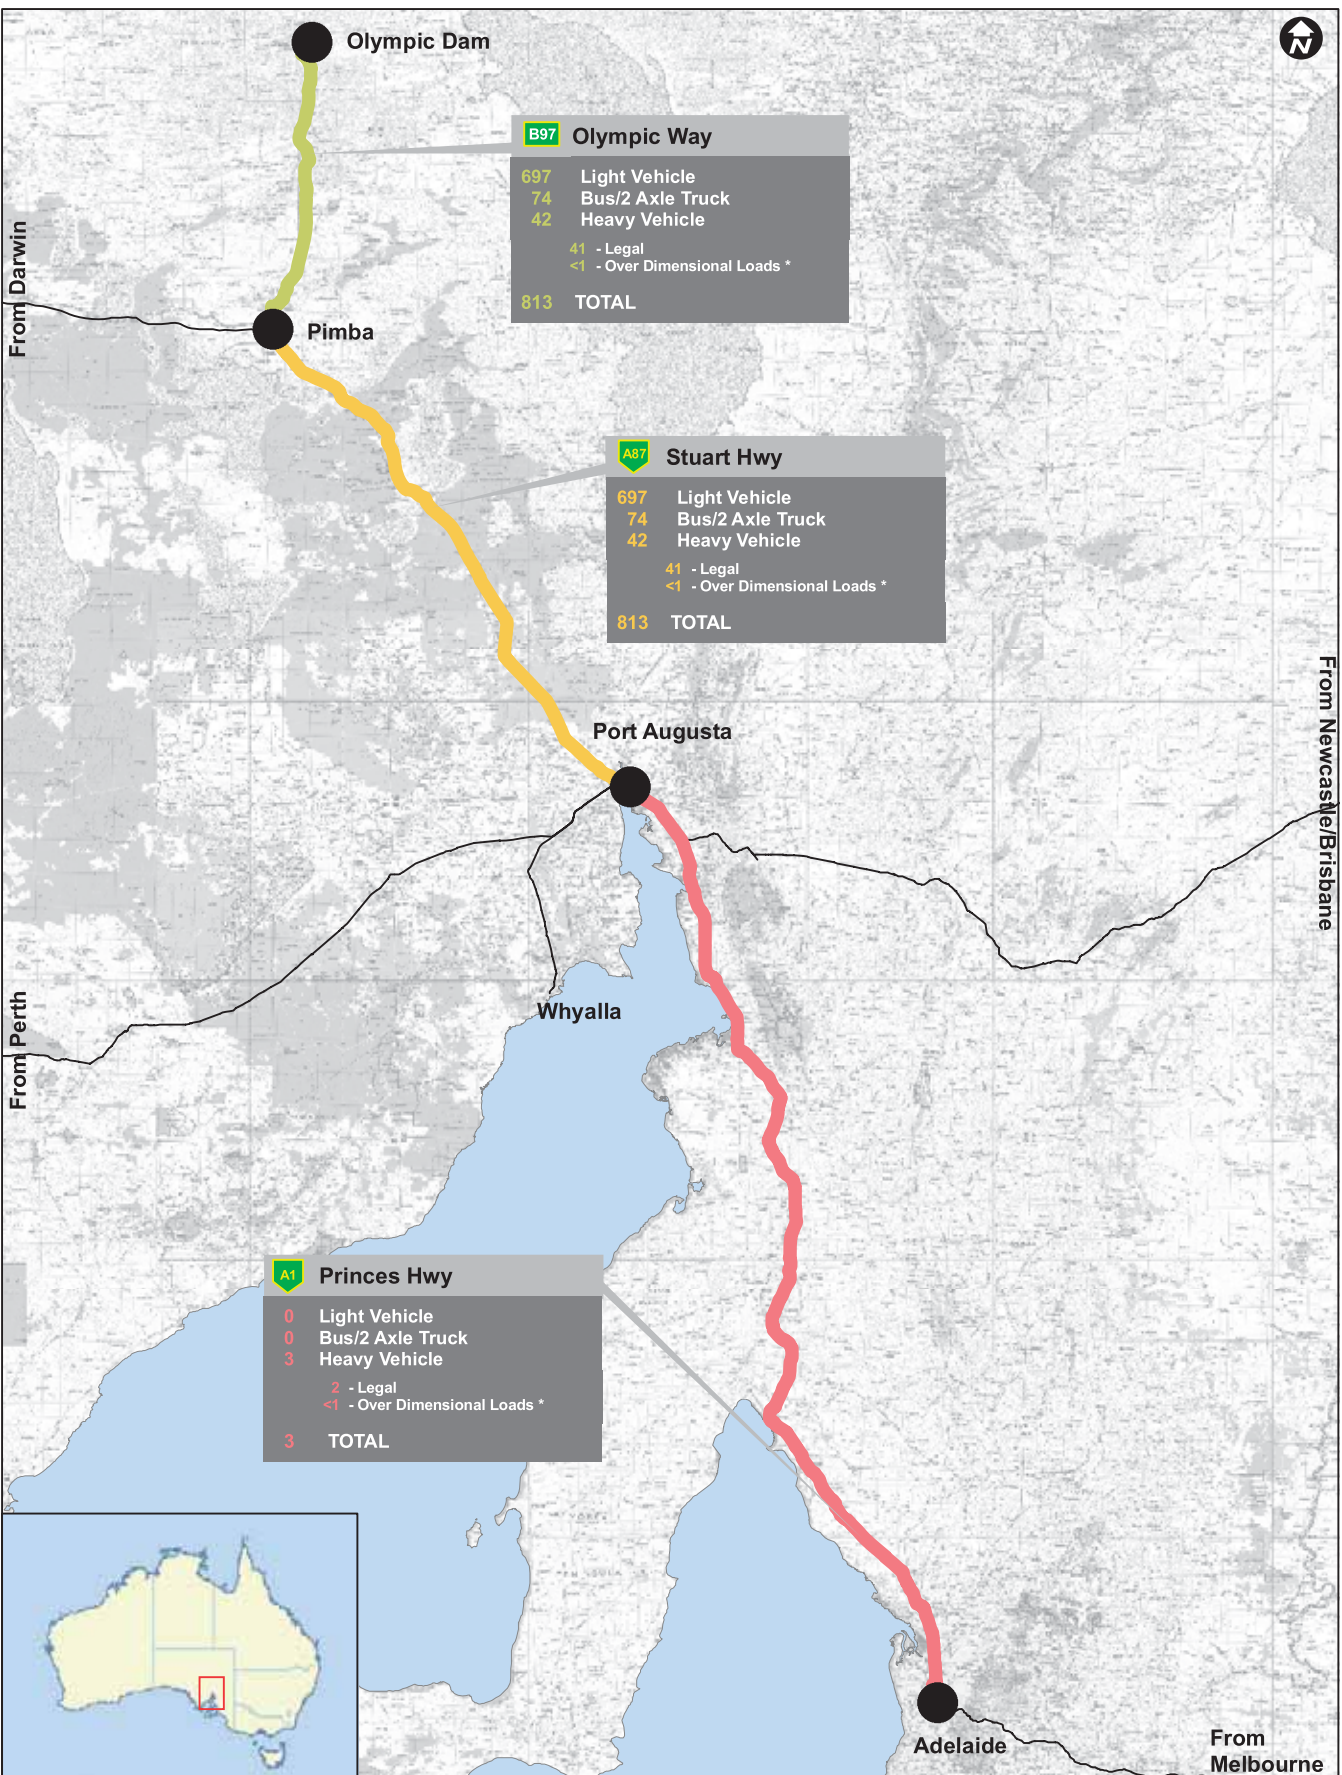 N
Olympic Dam
B97 Olympic Way
697 Light Vehicle
74 Bus/2 Axle Truck
42 Heavy Vehicle
41 - Legal
<1 - Over Dimensional Loads *
813 TOTAL
From Darwin
Pimba
A87 Stuart Hwy
697 Light Vehicle
74 Bus/2 Axle Truck
42 Heavy Vehicle
41 - Legal
<1 - Over Dimensional Loads *
813 TOTAL
From Newcastle/Brisbane
Port Augusta
From Perth
Whyalla
A1 Princes Hwy
0 Light Vehicle
0 Bus/2 Axle Truck
3 Heavy Vehicle
2 - Legal
<1 - Over Dimensional Loads *
3 TOTAL
Adelaide
From
Melbourne